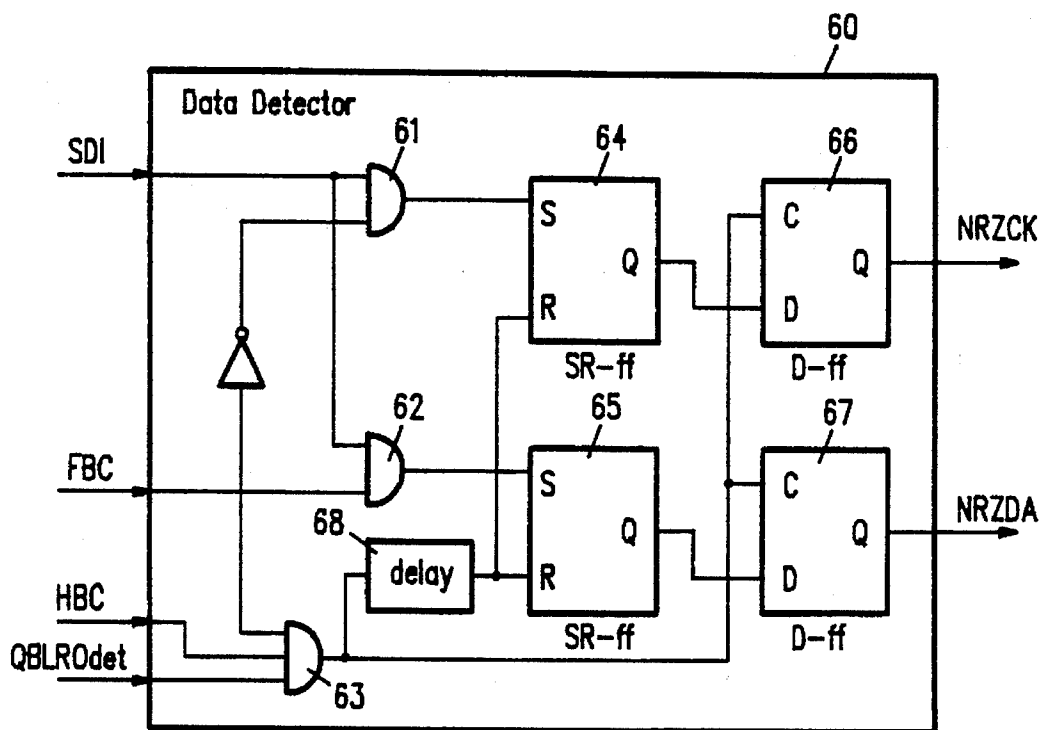 60
Data Detector
SDI
61
64
66
S
C
NRZCK
Q
Q
R
D
SR-ff
D-ff
62
65
67
FBC
S
C
NRZDA
68
Q
Q
delay
R
D
HBC
SR-ff
D-ff
QBLROdet
63